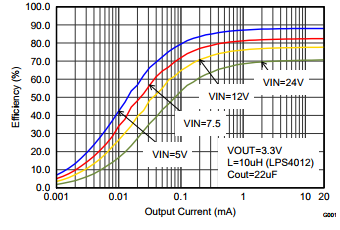 100.0
90.0
80.0
70.0
60.0
50.0
40.0
30.0
20.0
10.0
0.0
Efficiency (%)
VIN=24V
VIN=12V
VIN=7.5
VIN=5V
VOUT=3.3V
L=10uH (LPS4012)
Cout=22uF
0.002
0.01
0.1
1
10
20
Output Current (mA)
G001